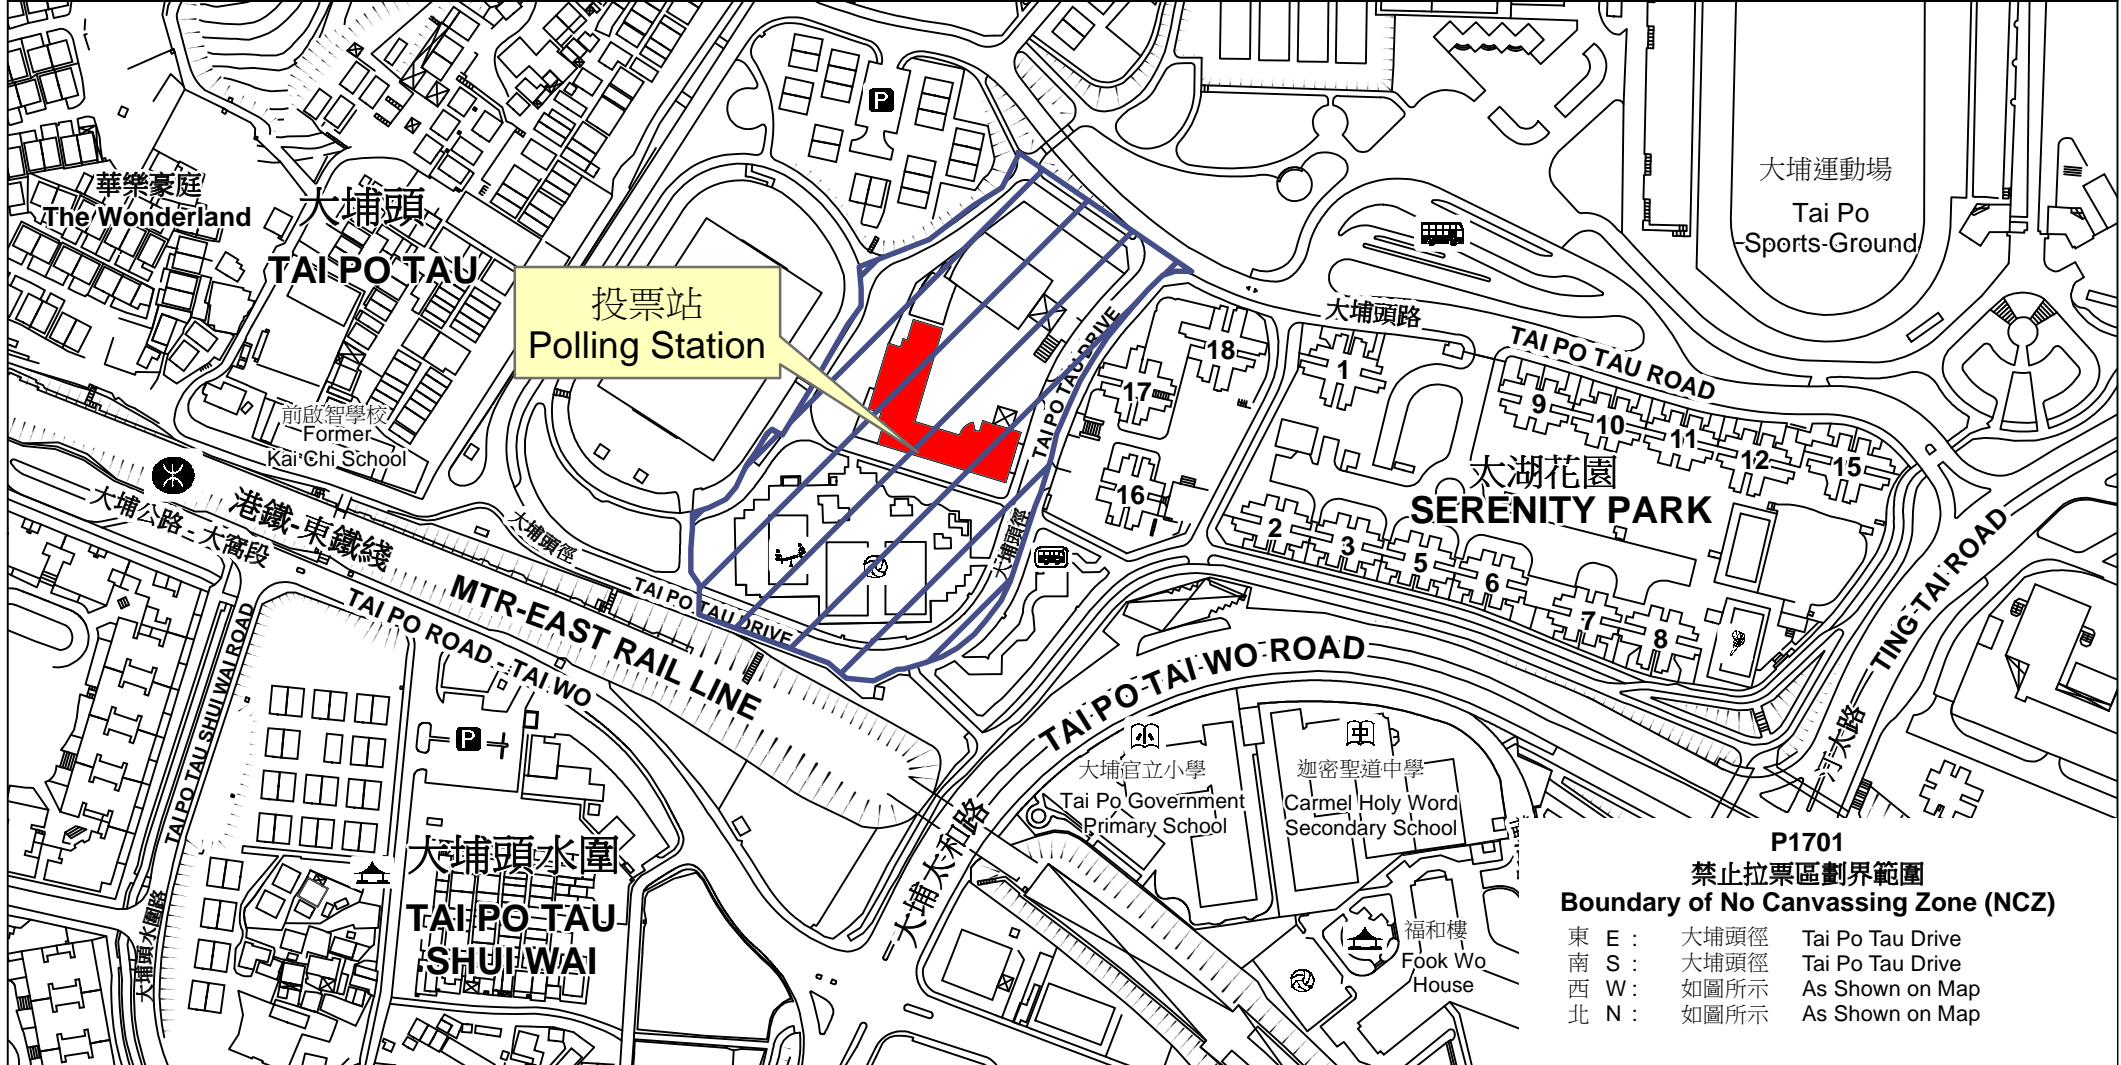 華樂豪庭
The Wonderland
大埔頭
TAI PO TAU
投票站
Polling Station
前啟智學校
Former
Kai Chi School
港鐵-東鐵綫
MTR-EAST RAIL LINE
大埔公路 - 大窩段
TAI PO ROAD - TAI WO
大埔頭徑
TAI PO TAU DRIVE
大埔頭徑
TAI PO TAU DRIVE
P
大埔運動場
Tai Po
Sports Ground
大埔頭路
TAI PO TAU ROAD
18
17
16
1
9
10
11
12
15
太湖花園
SERENITY PARK
2
3
5
6
7
8
TING TAI ROAD
汀太路
TAI PO TAI WO ROAD
大埔太和路
TAI PO TAU SHUI WAI ROAD
大埔頭水圍路
P
大埔頭水圍
TAI PO TAU
SHUI WAI
大埔官立小學
Tai Po Government
Primary School
中
迦密聖道中學
Carmel Holy Word
Secondary School
福和樓
Fook Wo
House
P1701
禁止拉票區劃界範圍
Boundary of No Canvassing Zone (NCZ)
東 E : 大埔頭徑 Tai Po Tau Drive
南 S : 大埔頭徑 Tai Po Tau Drive
西 W : 如圖所示 As Shown on Map
北 N : 如圖所示 As Shown on Map